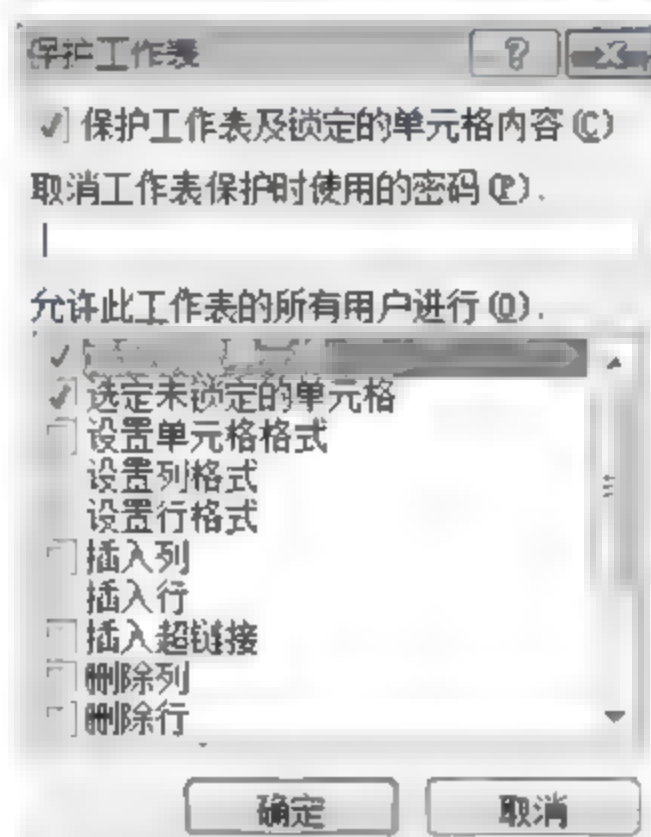 保护工作表
保护工作表及锁定的单元格内容(C)
取消工作表保护时使用的密码(P).
允许此工作表的所有用户进行(O).
选定未锁定的单元格
设置单元格格式
设置列格式
设置行格式
插入列
插入行
插入超链接
删除列
删除行
确定 取消